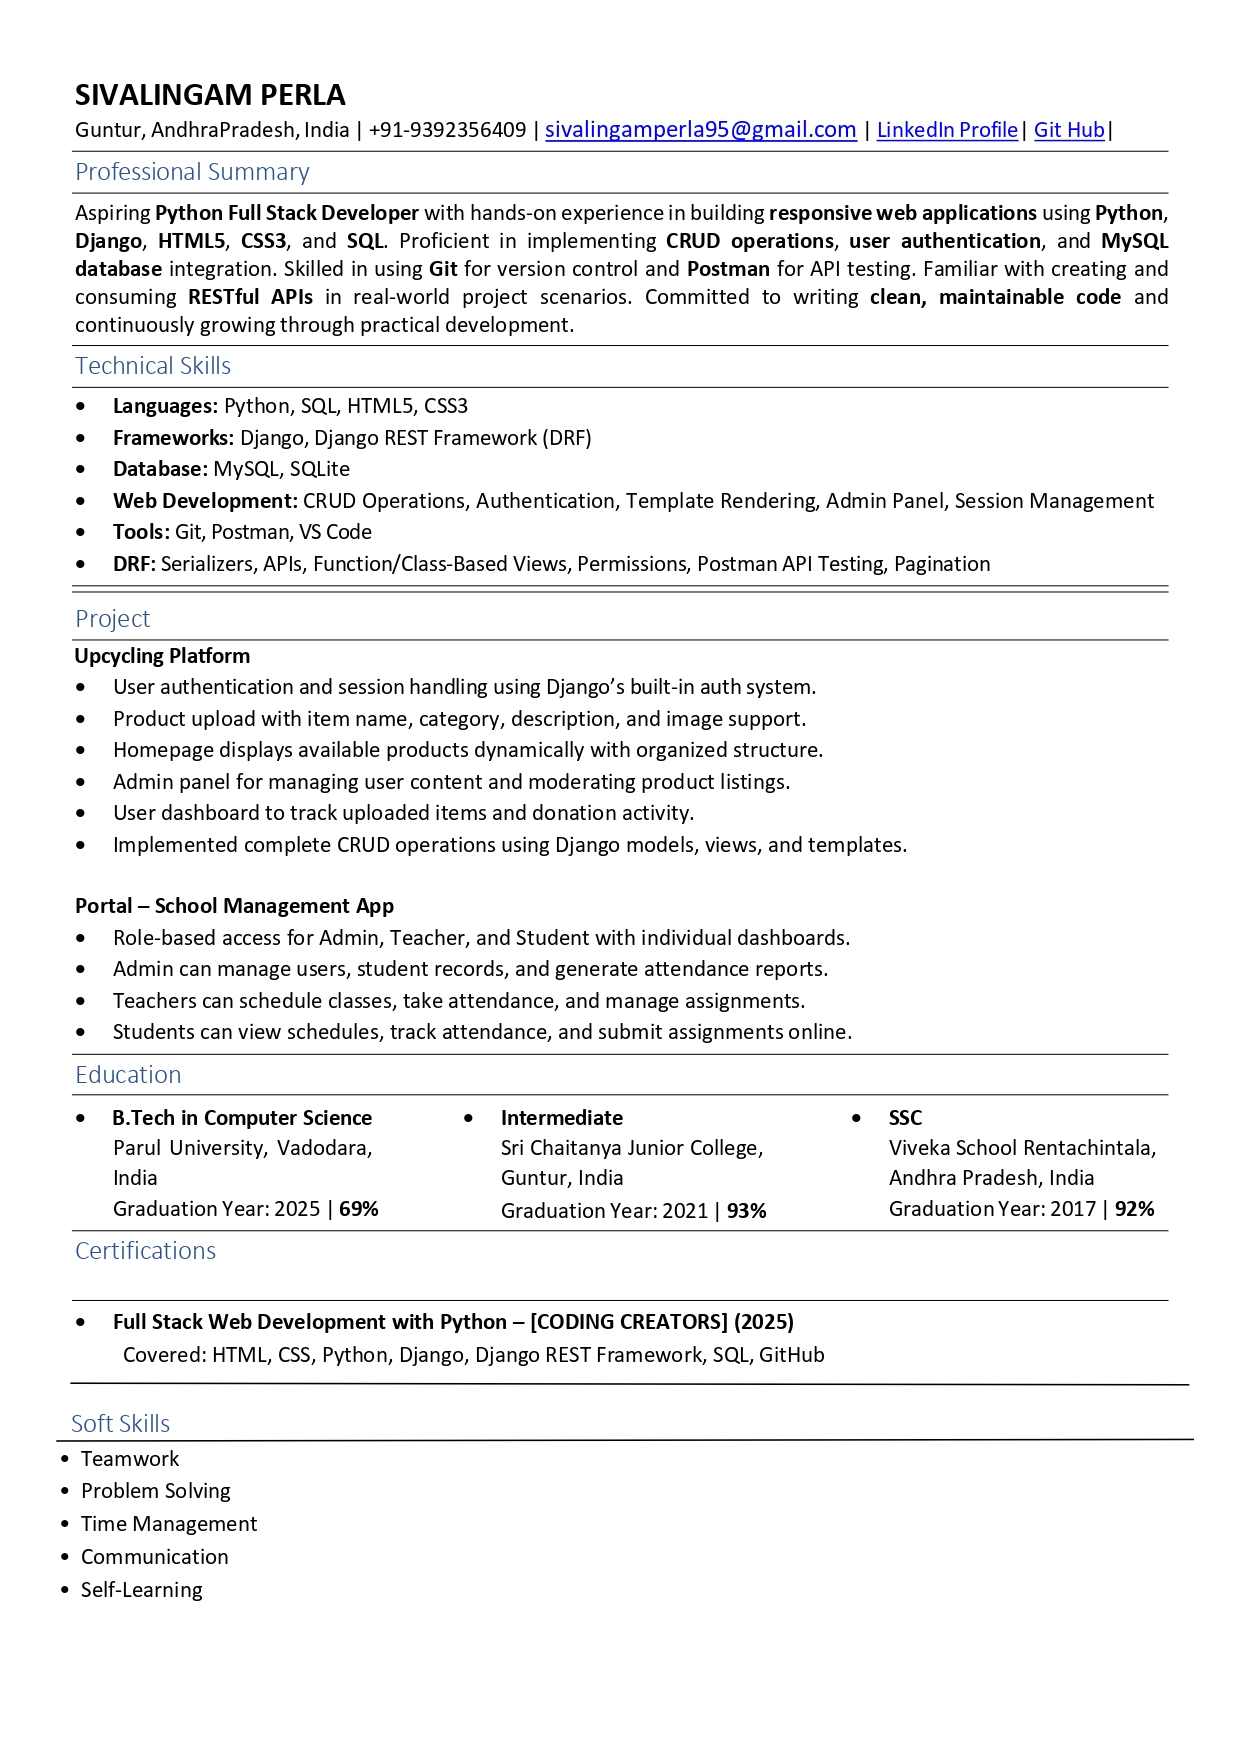 SIVALINGAM PERLA
Guntur, AndhraPradesh, India | +91-9392356409 | sivalingamperla95@gmail.com | LinkedIn Profile| Git Hub|
Professional Summary
Aspiring Python Full Stack Developer with hands-on experience in building responsive web applications using Python,
Django, HTML5, CSS3, and SQL. Proficient in implementing CRUD operations, user authentication, and MySQL
database integration. Skilled in using Git for version control and Postman for API testing. Familiar with creating and
consuming RESTful APIs in real-world project scenarios. Committed to writing clean, maintainable code and
continuously growing through practical development.
Technical Skills
• Languages: Python, SQL, HTML5, CSS3
• Frameworks: Django, Django REST Framework (DRF)
• Database: MySQL, SQLite
• Web Development: CRUD Operations, Authentication, Template Rendering, Admin Panel, Session Management
• Tools: Git, Postman, VS Code
• DRF: Serializers, APIs, Function/Class-Based Views, Permissions, Postman API Testing, Pagination
Project
Upcycling Platform
• User authentication and session handling using Django’s built-in auth system.
• Product upload with item name, category, description, and image support.
• Homepage displays available products dynamically with organized structure.
• Admin panel for managing user content and moderating product listings.
• User dashboard to track uploaded items and donation activity.
• Implemented complete CRUD operations using Django models, views, and templates.
Portal – School Management App
• Role-based access for Admin, Teacher, and Student with individual dashboards.
• Admin can manage users, student records, and generate attendance reports.
• Teachers can schedule classes, take attendance, and manage assignments.
• Students can view schedules, track attendance, and submit assignments online.
Education
• B.Tech in Computer Science
Parul University, Vadodara,
India
Graduation Year: 2025 | 69%
• Intermediate
Sri Chaitanya Junior College,
Guntur, India
Graduation Year: 2021 | 93%
• SSC
Viveka School Rentachintala,
Andhra Pradesh, India
Graduation Year: 2017 | 92%
Certifications
• Full Stack Web Development with Python – [CODING CREATORS] (2025)
Covered: HTML, CSS, Python, Django, Django REST Framework, SQL, GitHub
Soft Skills
• Teamwork
• Problem Solving
• Time Management
• Communication
• Self-Learning